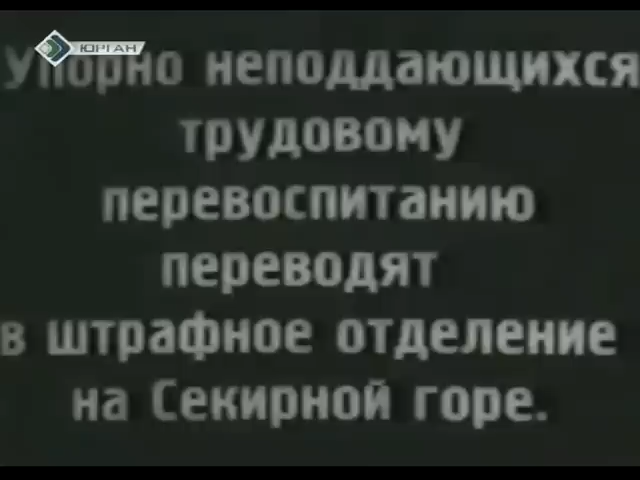 ЮРГАН
Упорно неподдающихся
трудовому
перевоспитанию
переводят
в штрафное отделение
на Секирной горе.